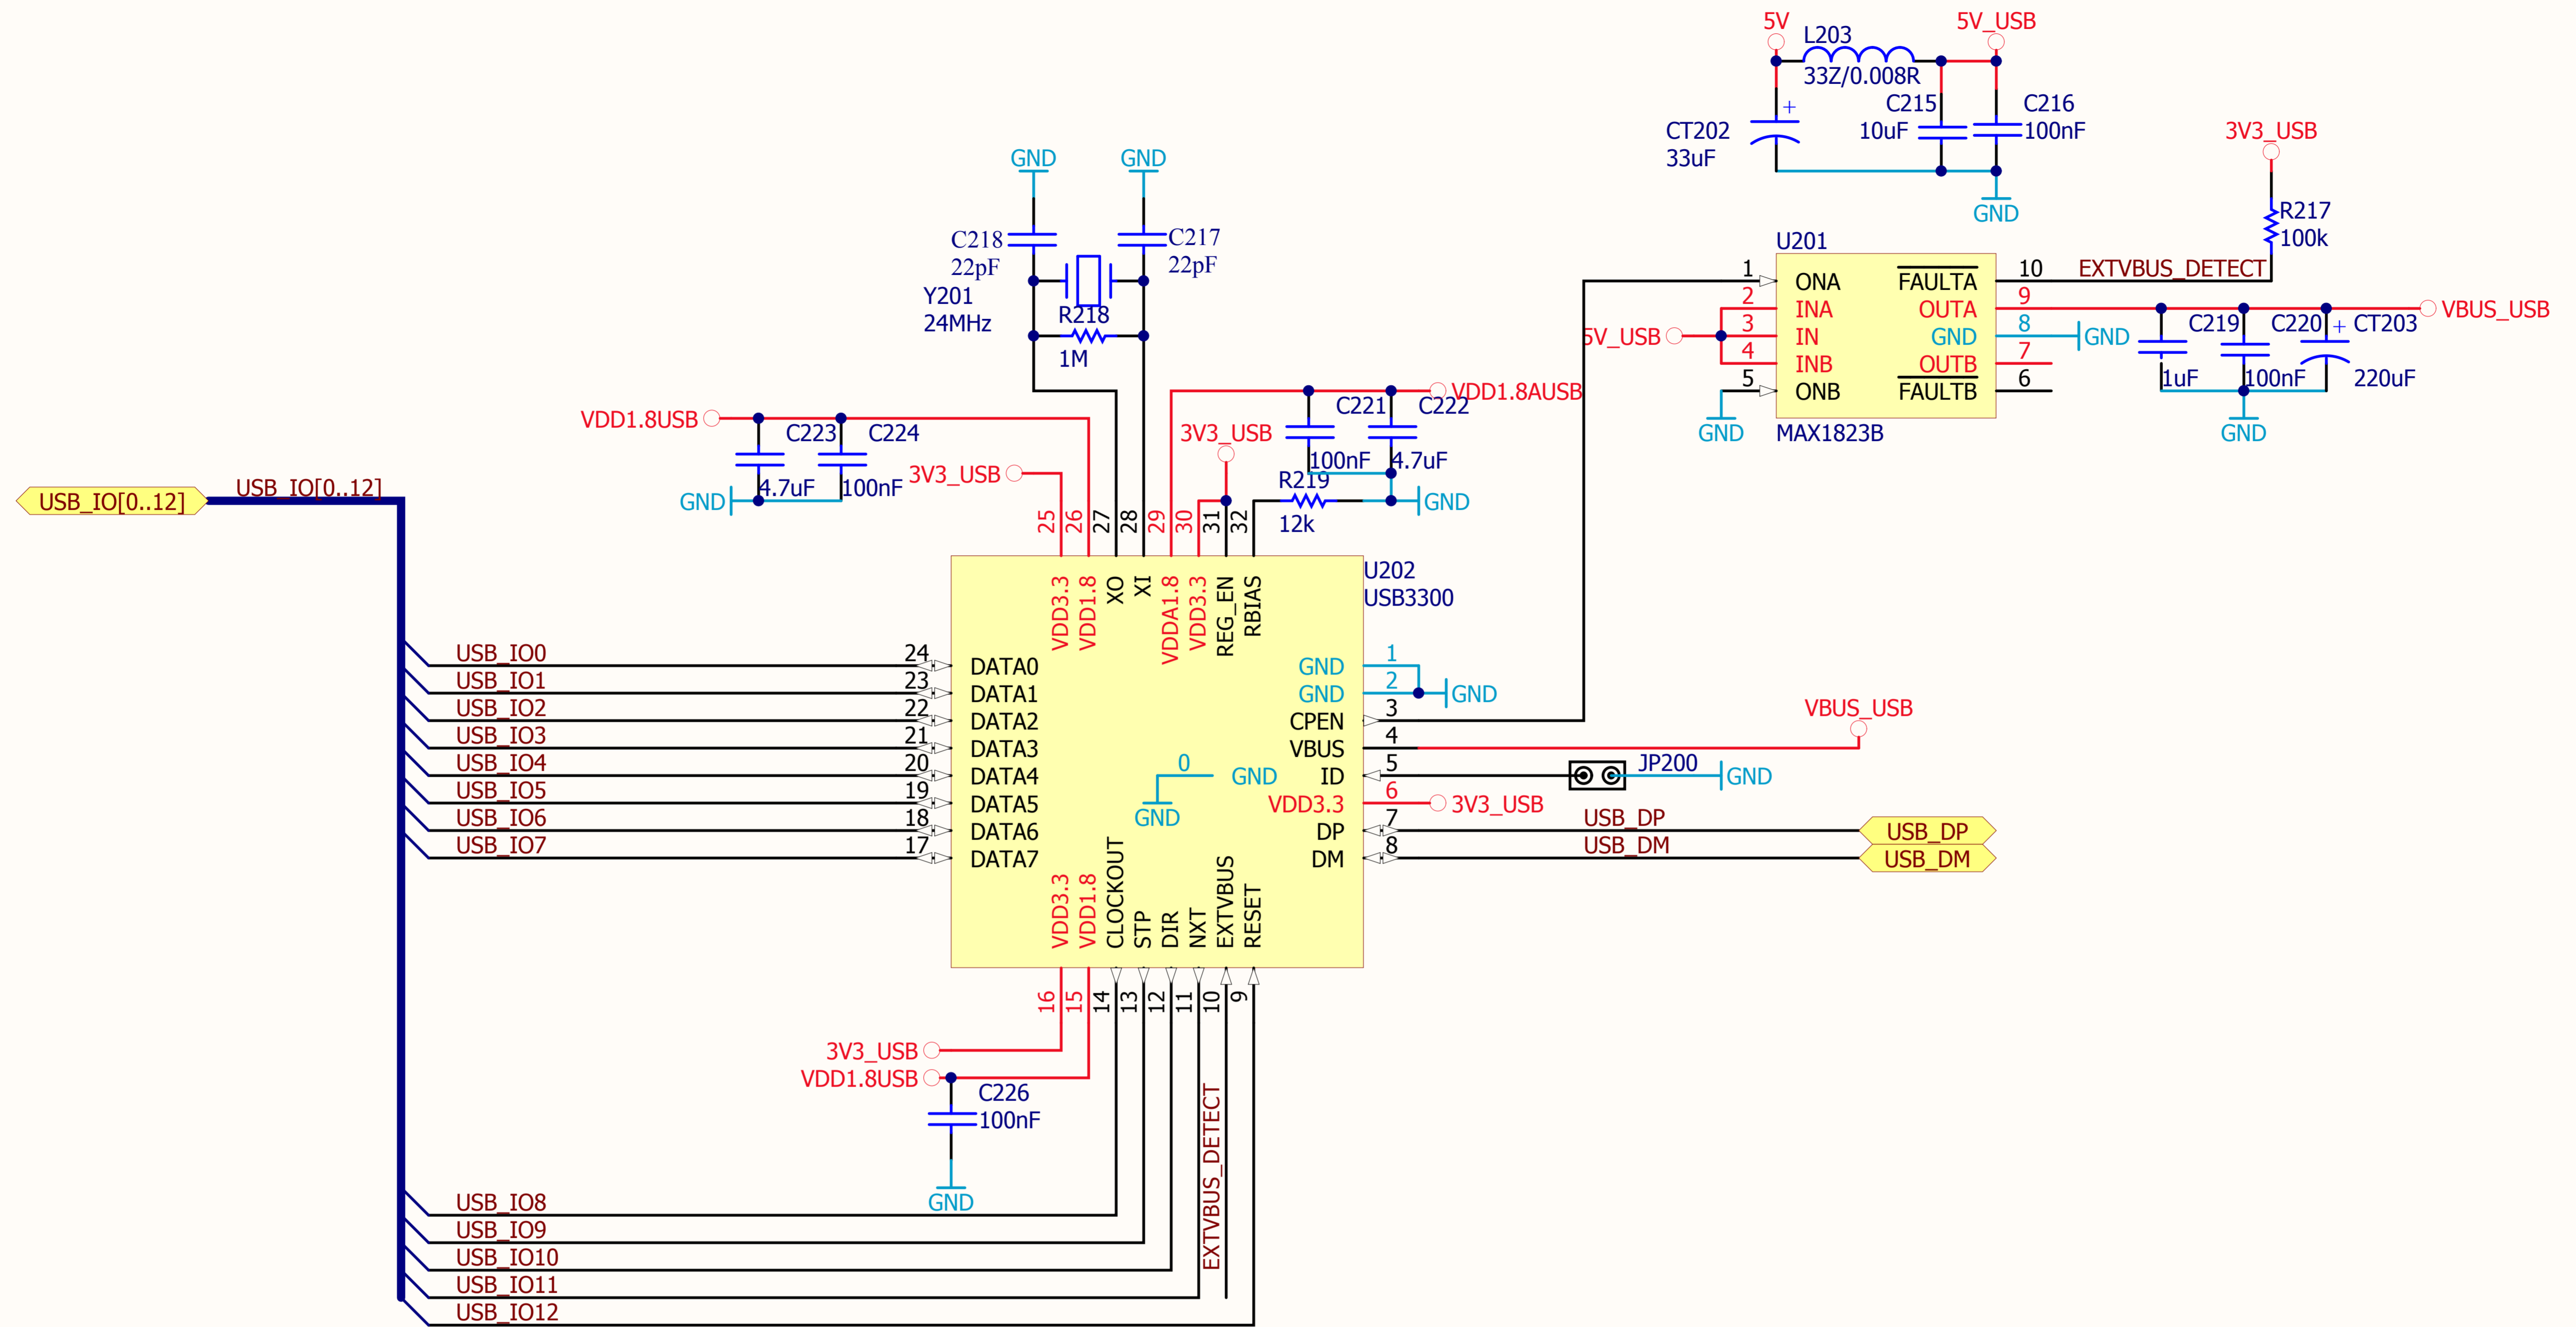 5V
5V_USB
L203
33Z/0.008R
CT202
33uF
+
C215
10uF
C216
100nF
GND
3V3_USB
R217
100k
GND
GND
C218
22pF
C217
22pF
Y201
24MHz
R218
1M
U201
1 ONA
2 INA
3 IN
4 INB
5 ONB
FAULTA 10
OUTA 9
GND 8
OUTB 7
FAULTB 6
MAX1823B
EXTVBUS_DETECT
5V_USB
GND
GND
VBUS_USB
C219
1uF
C220
100nF
+ CT203
220uF
GND
VDD1.8USB
C223
4.7uF
C224
100nF
GND
3V3_USB
VDD1.8AUSB
C221
100nF
C222
4.7uF
3V3_USB
R219
12k
GND
USB_IO[0..12]
USB_IO[0..12]
25 26 27 28 29 30 31 32
VDD3.3
VDD1.8
XO
XI
VDDA1.8
VDD3.3
REG_EN
RBIAS
U202
USB3300
USB_IO0 24 DATA0
USB_IO1 23 DATA1
USB_IO2 22 DATA2
USB_IO3 21 DATA3
USB_IO4 20 DATA4
USB_IO5 19 DATA5
USB_IO6 18 DATA6
USB_IO7 17 DATA7
GND 1
GND 2 GND
CPEN 3
VBUS 4
VBUS_USB
0 GND
GND
ID 5
JP200
GND
VDD3.3 6 3V3_USB
DP 7 USB_DP USB_DP
DM 8 USB_DM USB_DM
VDD3.3
VDD1.8
CLOCKOUT
STP
DIR
NXT
EXTVBUS
RESET
16 15 14 13 12 11 10 9
3V3_USB
VDD1.8USB
C226
100nF
GND
EXTVBUS_DETECT
USB_IO8
USB_IO9
USB_IO10
USB_IO11
USB_IO12